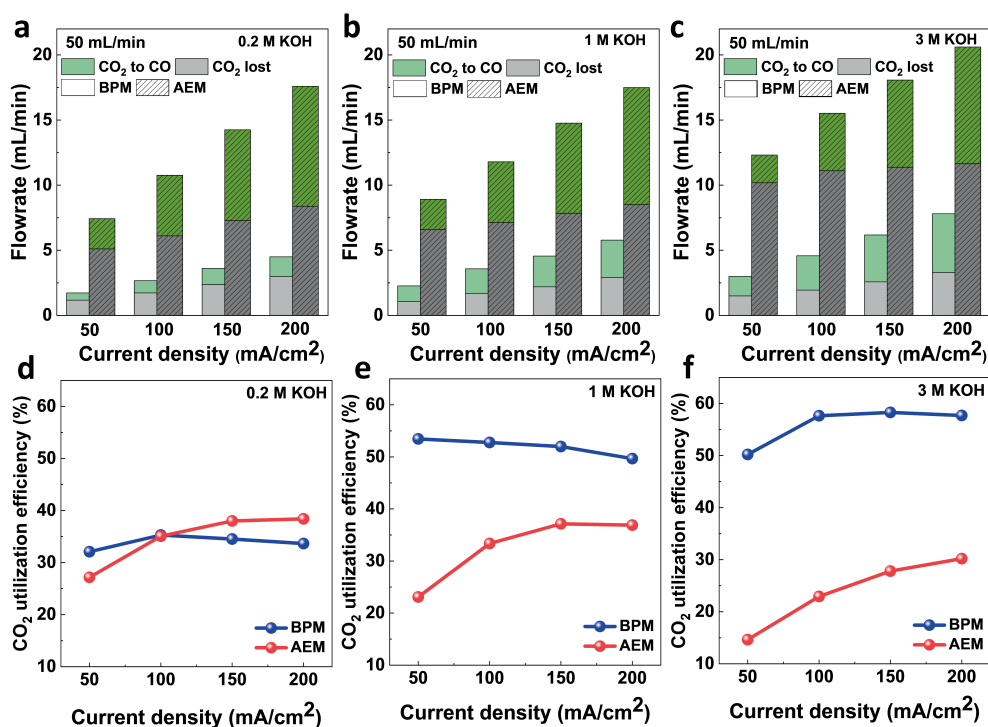 a
50 mL/min
0.2 M KOH
CO2 to CO
CO2 lost
BPM
AEM
Flowrate (mL/min)
20
15
10
5
0
50
100
150
200
Current density (mA/cm²)
b
50 mL/min
1 M KOH
CO2 to CO
CO2 lost
BPM
AEM
Flowrate (mL/min)
20
15
10
5
0
50
100
150
200
Current density (mA/cm²)
c
50 mL/min
3 M KOH
CO2 to CO
CO2 lost
BPM
AEM
Flowrate (mL/min)
20
15
10
5
0
50
100
150
200
Current density (mA/cm²)
d
0.2 M KOH
CO2 utilization efficiency (%)
60
50
40
30
20
10
BPM
AEM
50
100
150
200
Current density (mA/cm²)
e
1 M KOH
CO2 utilization efficiency (%)
60
50
40
30
20
10
BPM
AEM
50
100
150
200
Current density (mA/cm²)
f
3 M KOH
CO2 utilization efficiency (%)
60
50
40
30
20
10
BPM
AEM
50
100
150
200
Current density (mA/cm²)